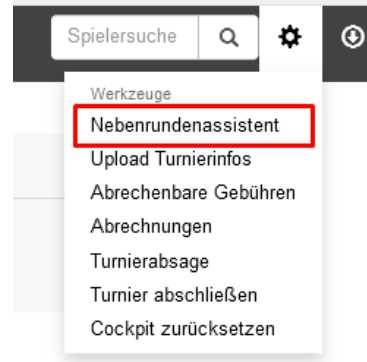 Spielersuche
Werkzeuge
Nebenrundenassistent
Upload Turnierinfos
Abrechenbare Gebühren
Abrechnungen
Turnierabsage
Turnier abschließen
Cockpit zurücksetzen